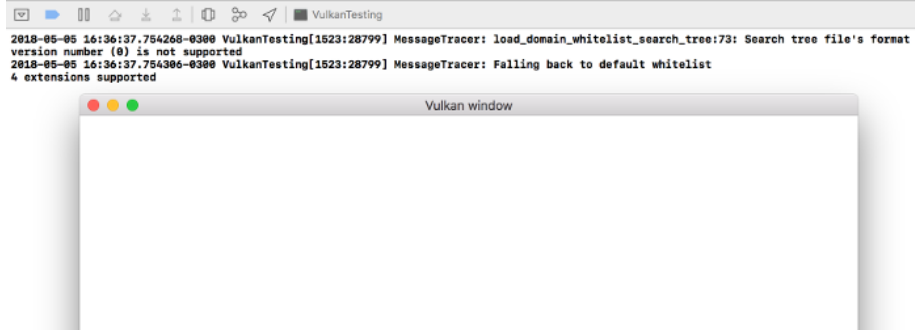 VulkanTesting
2018-05-05 16:36:37.754268-0300 VulkanTesting[1523:28799] MessageTracer: load_domain_whitelist_search_tree:73: Search tree file's format
version number (0) is not supported
2018-05-05 16:36:37.754306-0300 VulkanTesting[1523:28799] MessageTracer: Falling back to default whitelist
4 extensions supported
Vulkan window